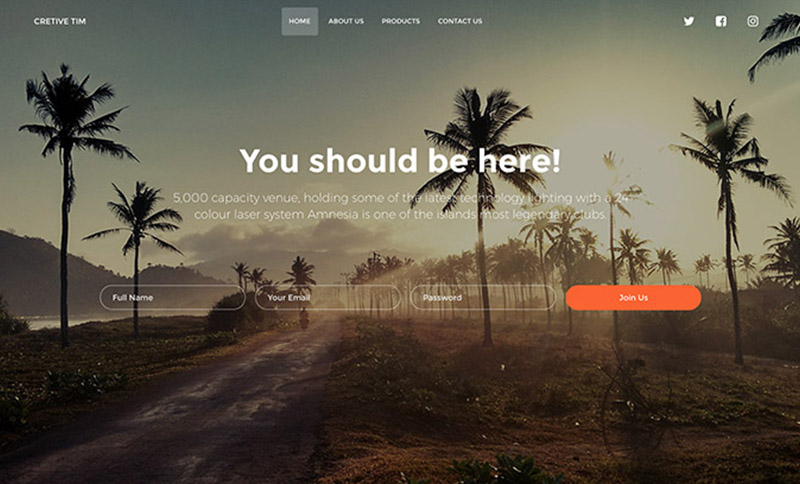 CRETIVE TIM
HOME
ABOUT US
PRODUCTS
CONTACT US
You should be here!
5,000 capacity venue, holding some of the latest technology lighting with a 24-
colour laser system Amnesia is one of the islands most legendary clubs.
Full Name
Your Email
Password
Join Us